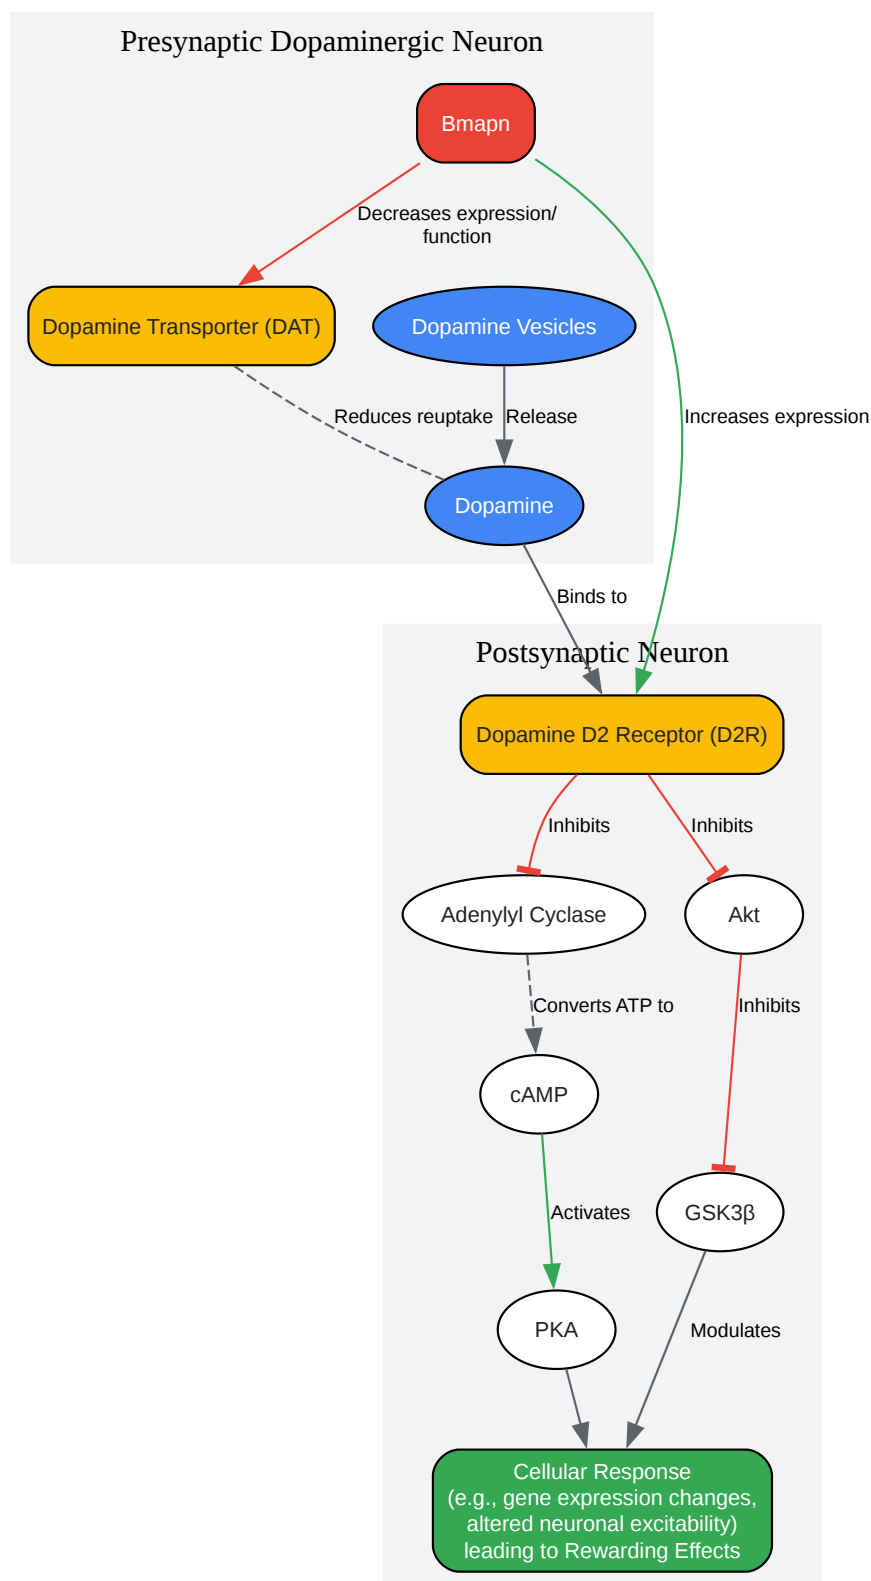 Presynaptic Dopaminergic Neuron
Bmapn
Decreases expression/
function
Dopamine Transporter (DAT)
Dopamine Vesicles
Reduces reuptake
Release
Increases expression
Dopamine
Binds to
Postsynaptic Neuron
Dopamine D2 Receptor (D2R)
Inhibits
Inhibits
Adenylyl Cyclase
Akt
Converts ATP to
Inhibits
cAMP
Activates
GSK3β
PKA
Modulates
Cellular Response
(e.g., gene expression changes,
altered neuronal excitability)
leading to Rewarding Effects